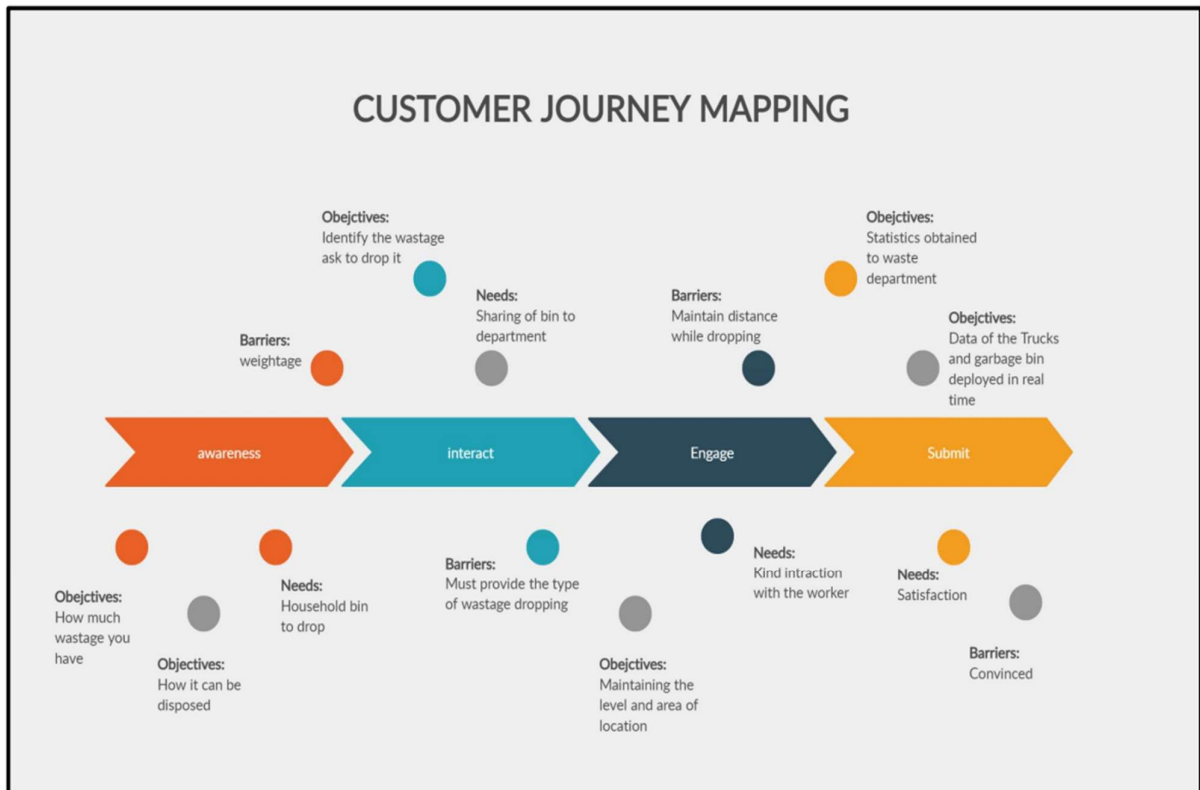 CUSTOMER JOURNEY MAPPING
Obejctives:
Identify the wastage
ask to drop it
Obejctives:
Statistics obtained
to waste
department
Needs:
Sharing of bin to
department
Barriers:
Maintain distance
while dropping
Obejctives:
Data of the Trucks
and garbage bin
deployed in real
time
Barriers:
weightage
awareness
interact
Engage
Submit
Obejctives:
How much
wastage you
have
Objectives:
How it can be
disposed
Needs:
Household bin
to drop
Barriers:
Must provide the type
of wastage dropping
Obejctives:
Maintaining the
level and area of
location
Needs:
Kind intraction
with the worker
Needs:
Satisfaction
Barriers:
Convinced